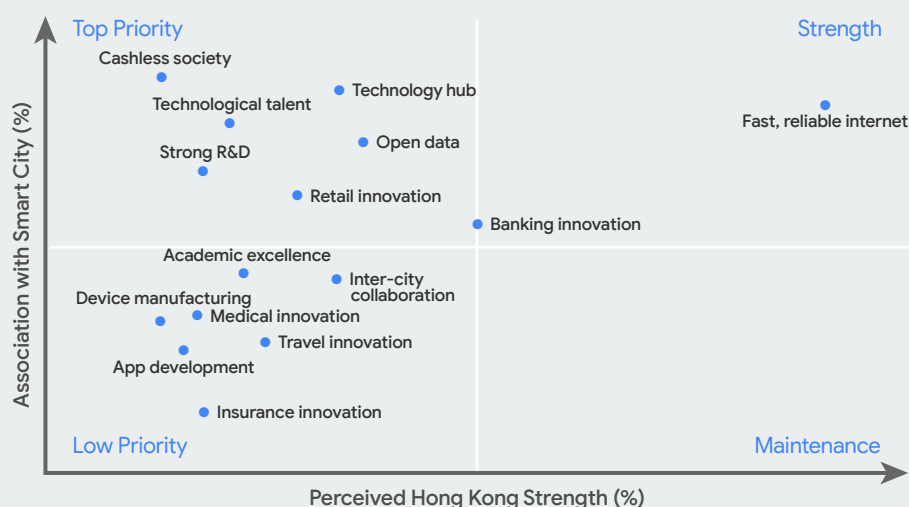 Top Priority
Strength
Cashless society
Technology hub
Technological talent
Fast, reliable internet
Open data
Strong R&D
Retail innovation
Banking innovation
Association with Smart City (%)
Academic excellence
Inter-city
collaboration
Device manufacturing
Medical innovation
Travel innovation
App development
Insurance innovation
Low Priority
Maintenance
Perceived Hong Kong Strength (%)